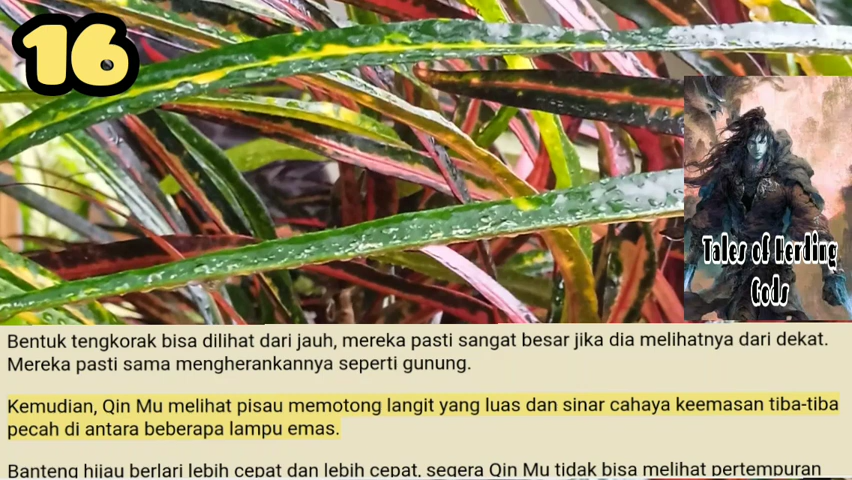 16
Tales of Herding
Gods
Bentuk tengkorak bisa dilihat dari jauh, mereka pasti sangat besar jika dia melihatnya dari dekat.
Mereka pasti sama mengherankannya seperti gunung.
Kemudian, Qin Mu melihat pisau memotong langit yang luas dan sinar cahaya keemasan tiba-tiba
pecah di antara beberapa lampu emas.
Banteng hijau berlari lebih cepat dan lebih cepat, segera Qin Mu tidak bisa melihat pertempuran